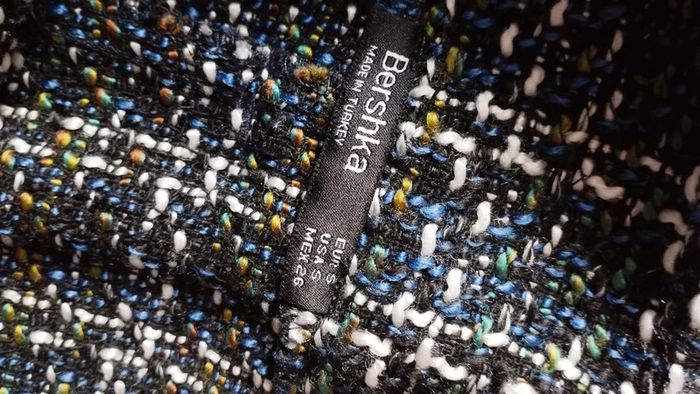 Bershka
MADE IN TURKEY
EUR S
USA S
MEX 26